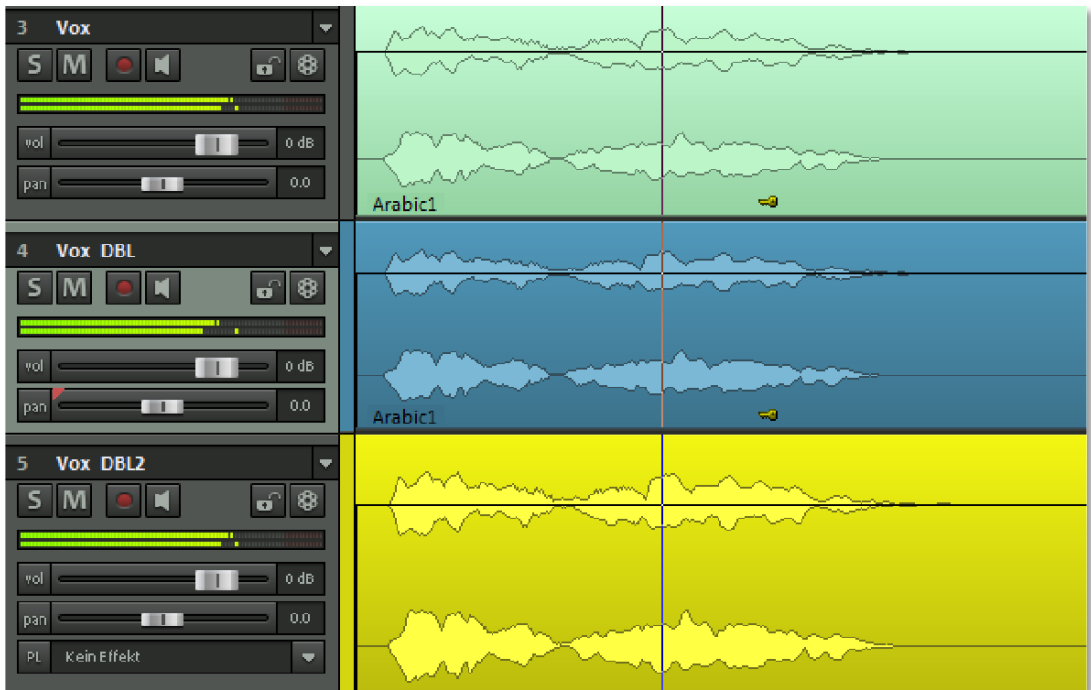 3 Vox
S M
vol 0 dB
pan 0.0
Arabic1
4 Vox DBL
S M
vol 0 dB
pan 0.0
Arabic1
5 Vox DBL2
S M
vol 0 dB
pan 0.0
PL Kein Effekt